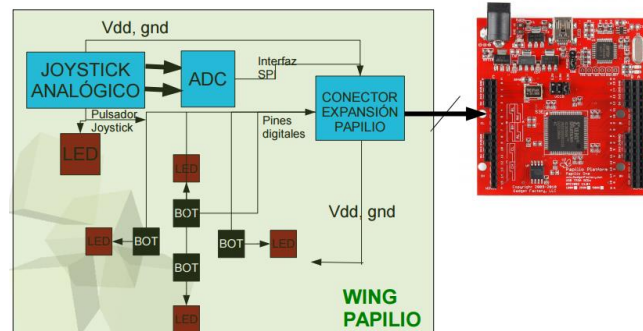 Vdd, gnd
JOYSTICK
ANALÓGICO
ADC
Interfaz
SPI
CONECTOR
EXPANSIÓN
PAPILIO
Pulsador
Joystick
Pines
digitales
LED
LED
BOT
LED
BOT
BOT
LED
BOT
LED
Vdd, gnd
WING
PAPILIO